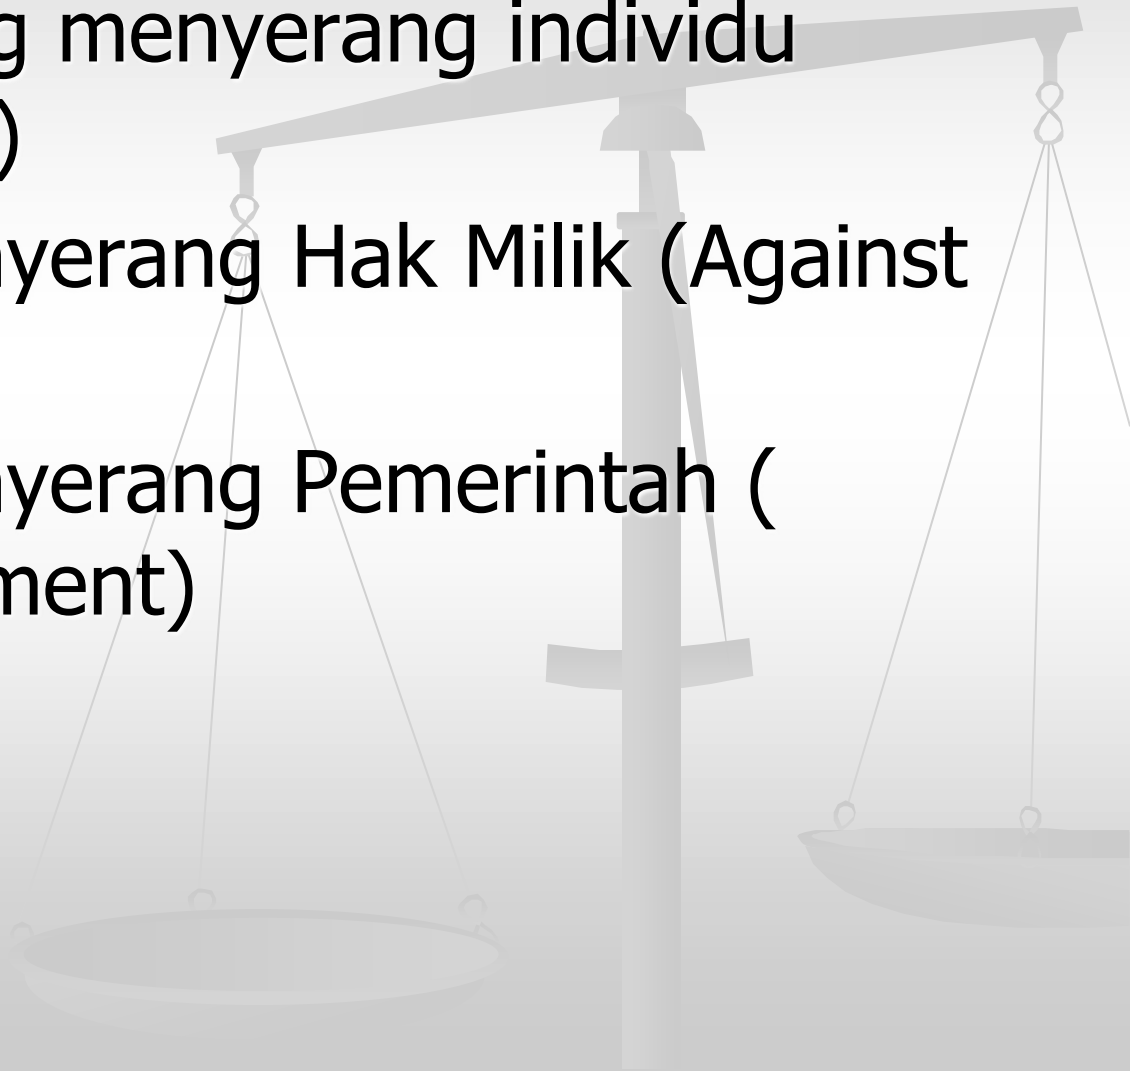 g menyerang individu
)
nyerang Hak Milik (Against
nyerang Pemerintah (
ment)